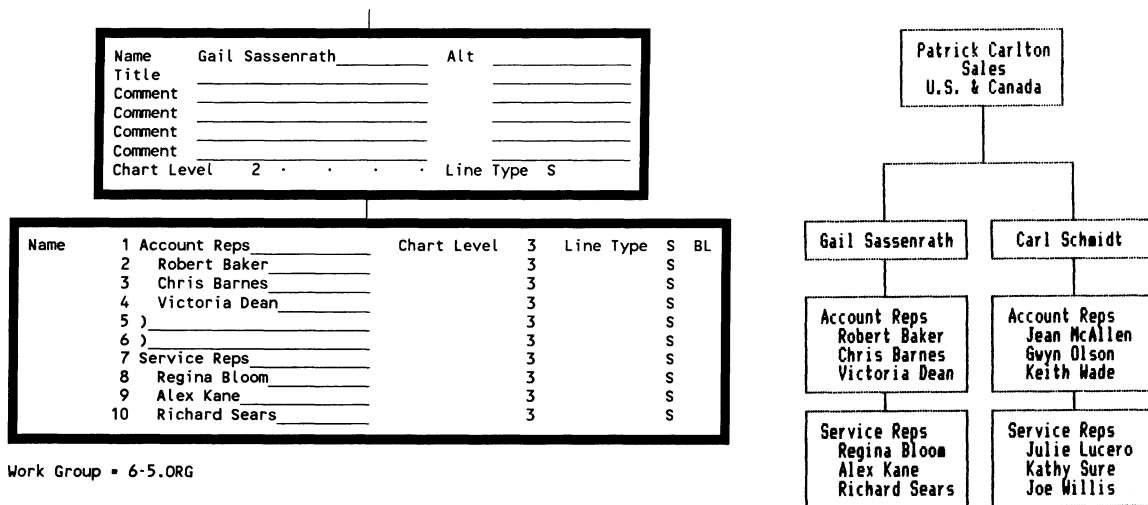 Name Gail Sassenrath Alt
Title
Comment
Comment
Comment
Comment
Chart Level 2 · · · · Line Type S
Name 1 Account Reps Chart Level 3 Line Type S BL
2 Robert Baker 3 S
3 Chris Barnes 3 S
4 Victoria Dean 3 S
5 ) 3 S
6 ) 3 S
7 Service Reps 3 S
8 Regina Bloom 3 S
9 Alex Kane 3 S
10 Richard Sears 3 S
Work Group ▪ 6-5.ORG
Patrick Carlton
Sales
U.S. & Canada
Gail Sassenrath
Carl Schmidt
Account Reps
Robert Baker
Chris Barnes
Victoria Dean
Account Reps
Jean McAllen
Gwyn Olson
Keith Wade
Service Reps
Regina Bloom
Alex Kane
Richard Sears
Service Reps
Julie Lucero
Kathy Sure
Joe Willis